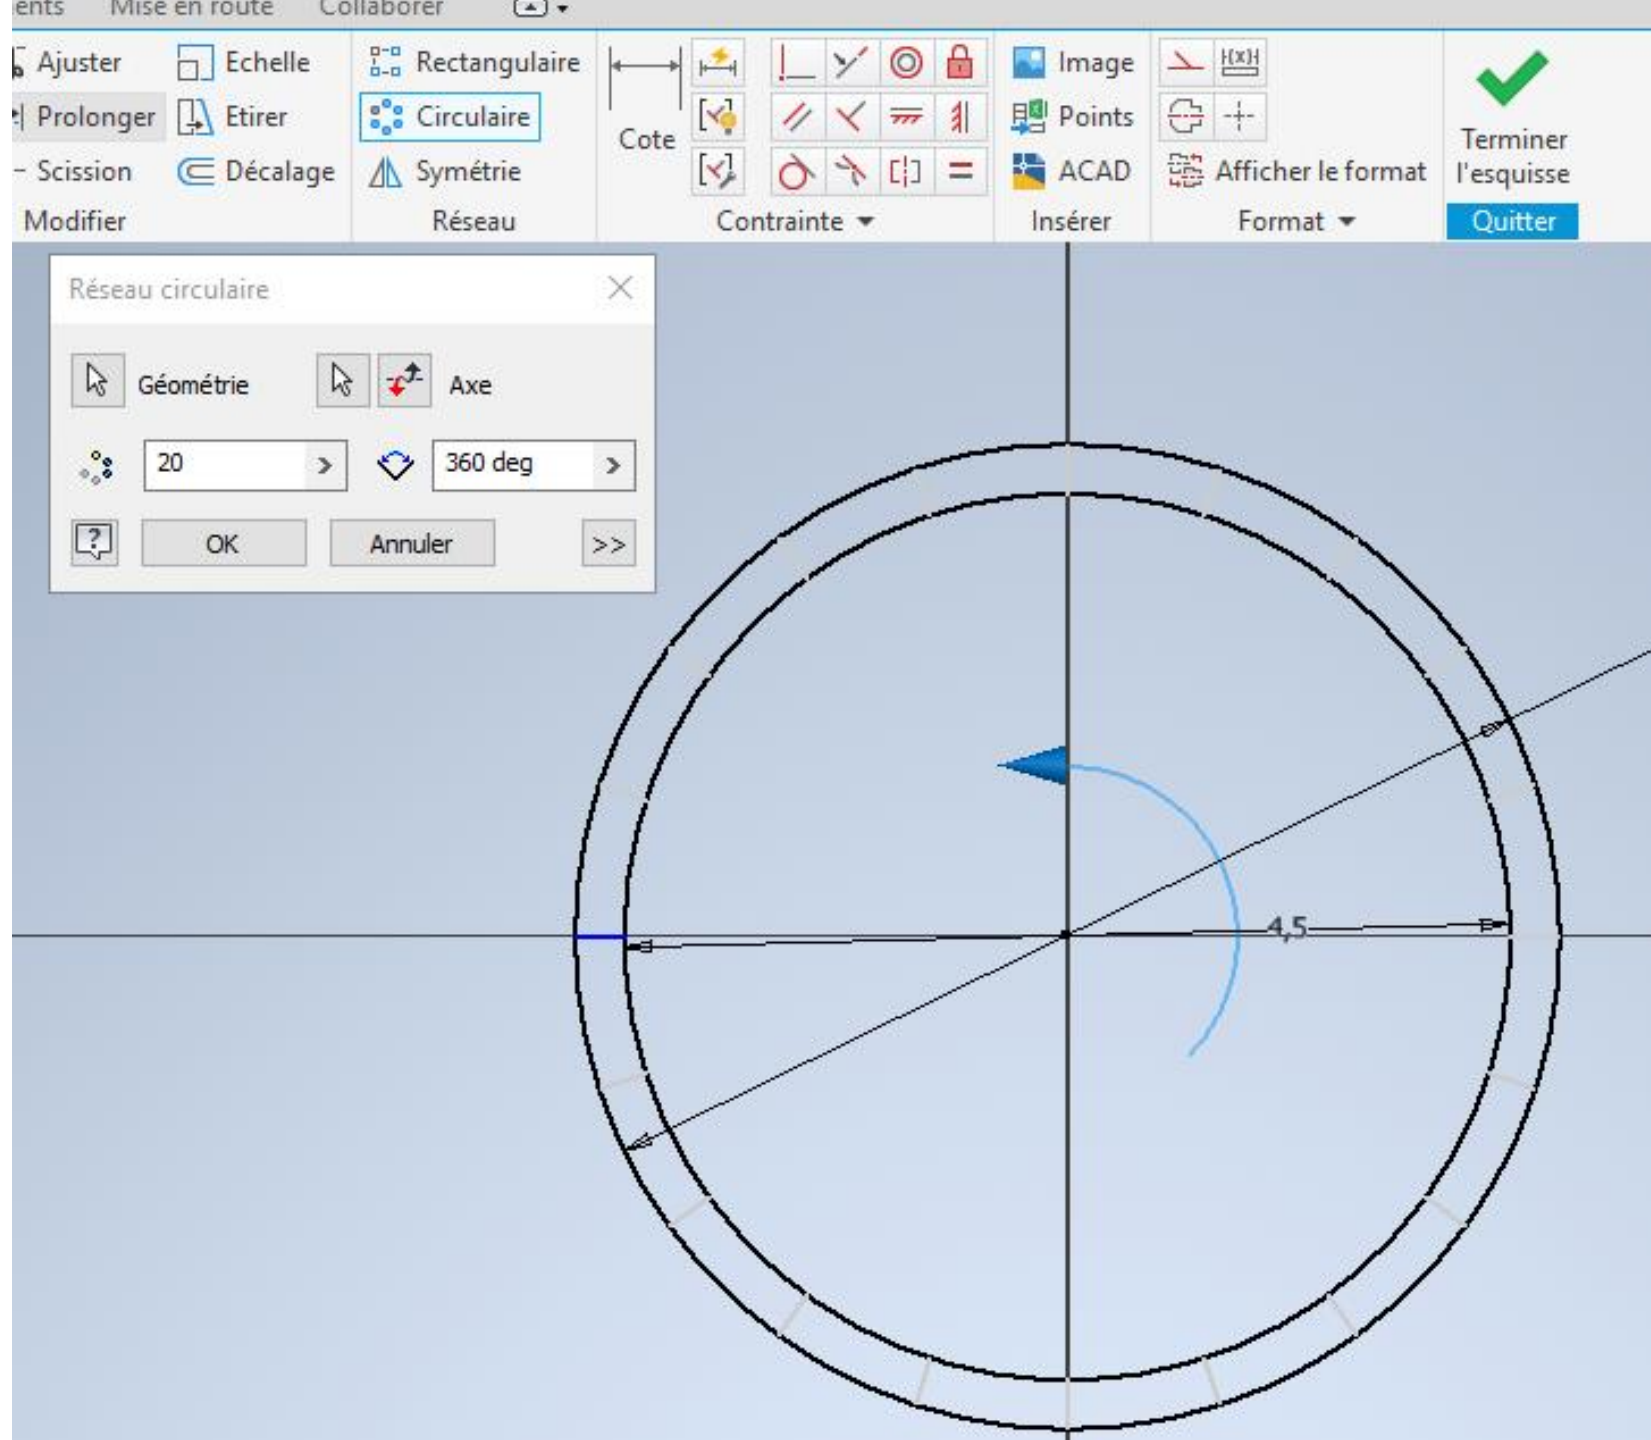 Mise en route Collaborer
Ajuster Echelle Rectangulaire Image
Prolonger Etirer Circulaire Cote Points Terminer
Scission Décalage Symétrie ACAD Afficher le format l'esquisse
Modifier Réseau Contrainte Insérer Format Quitter
Réseau circulaire
Géométrie Axe
20 360 deg
? OK Annuler >>
4,5